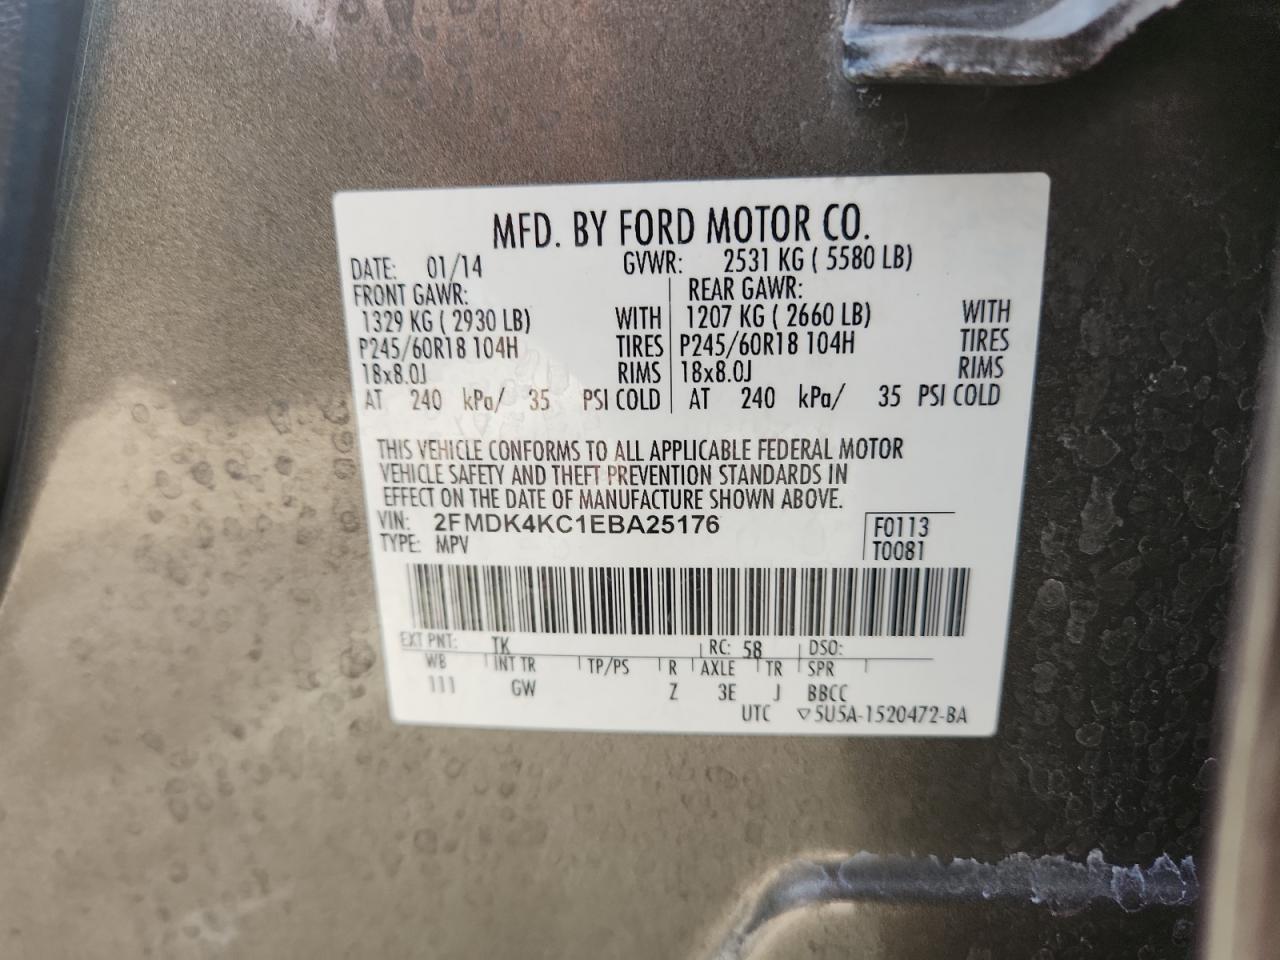 MFD. BY FORD MOTOR CO.
DATE: 01/14 GVWR: 2531 KG ( 5580 LB)
FRONT GAWR: REAR GAWR:
1329 KG ( 2930 LB) WITH 1207 KG ( 2660 LB) WITH
P245/60R18 104H TIRES P245/60R18 104H TIRES
18x8.0J RIMS 18x8.0J RIMS
AT 240 kPa/ 35 PSI COLD AT 240 kPa/ 35 PSI COLD
THIS VEHICLE CONFORMS TO ALL APPLICABLE FEDERAL MOTOR
VEHICLE SAFETY AND THEFT PREVENTION STANDARDS IN
EFFECT ON THE DATE OF MANUFACTURE SHOWN ABOVE.
VIN: 2FMDK4KC1EBA25176 F0113
TYPE: MPV T0081
EXT PNT: TK RC: 58 DSO:
WB INT TR TP/PS R AXLE TR SPR
111 GW Z 3E J BBCC
UTC ▽5U5A-1520472-BA